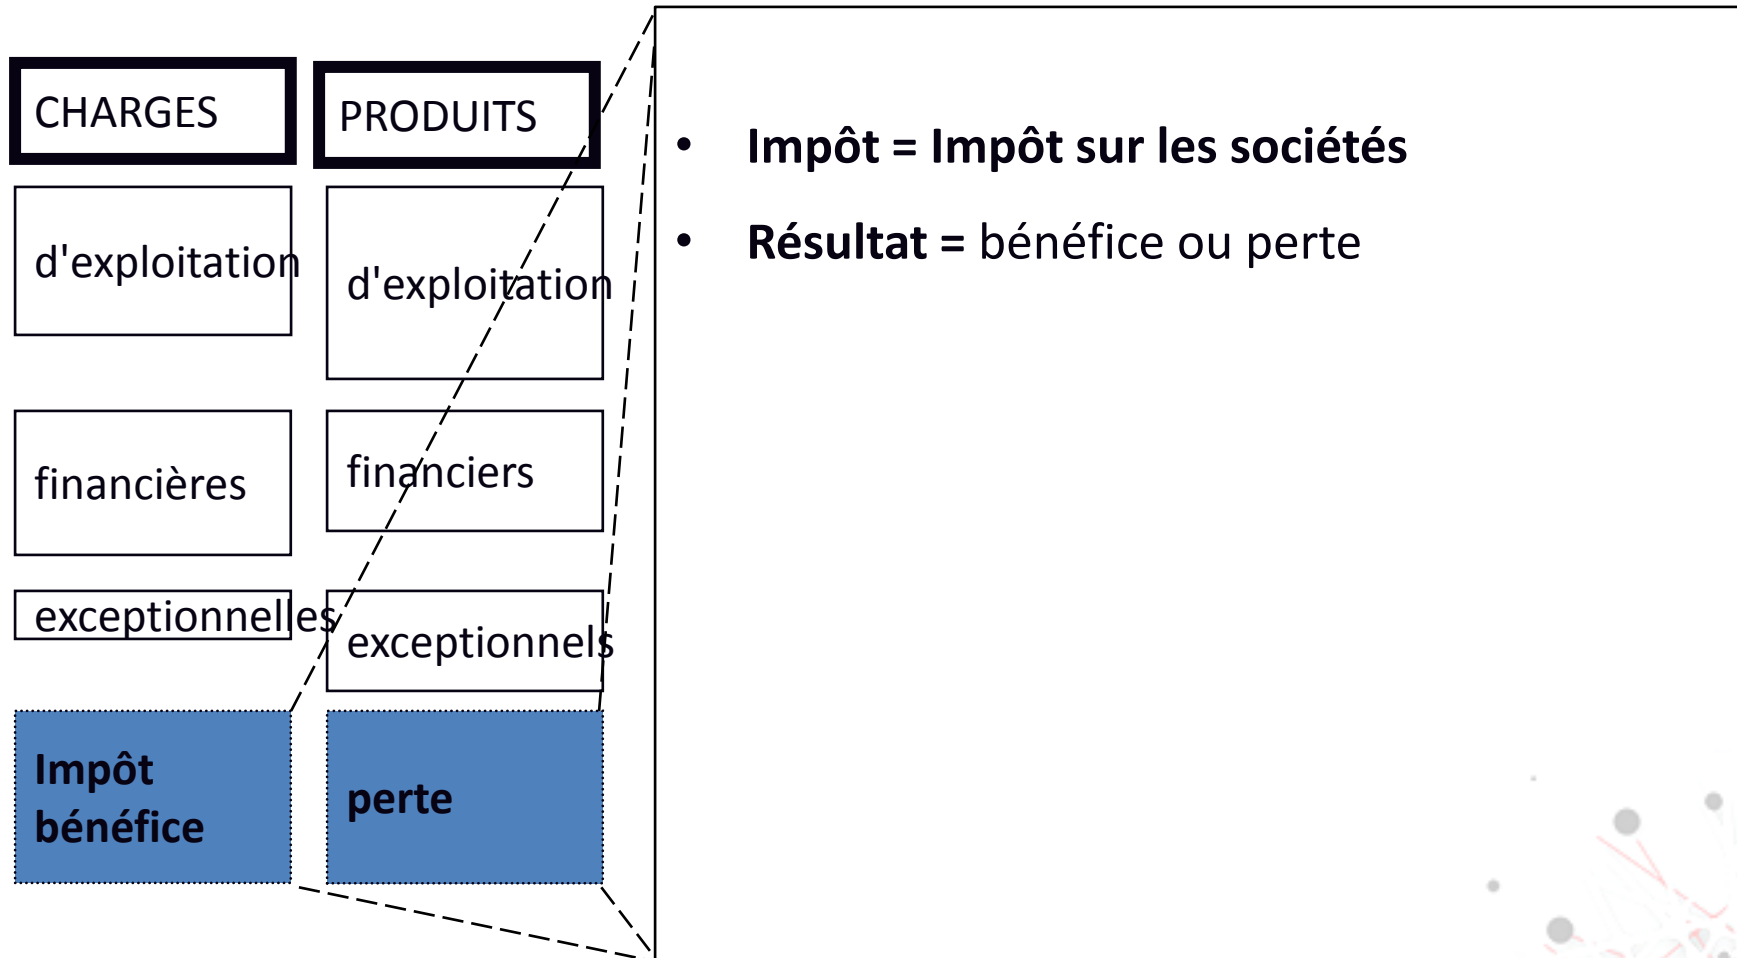 CHARGES
PRODUITS
d'exploitation
d'exploitation
financières
financiers
exceptionnelles
exceptionnels
Impôt
bénéfice
perte
• Impôt = Impôt sur les sociétés
• Résultat = bénéfice ou perte